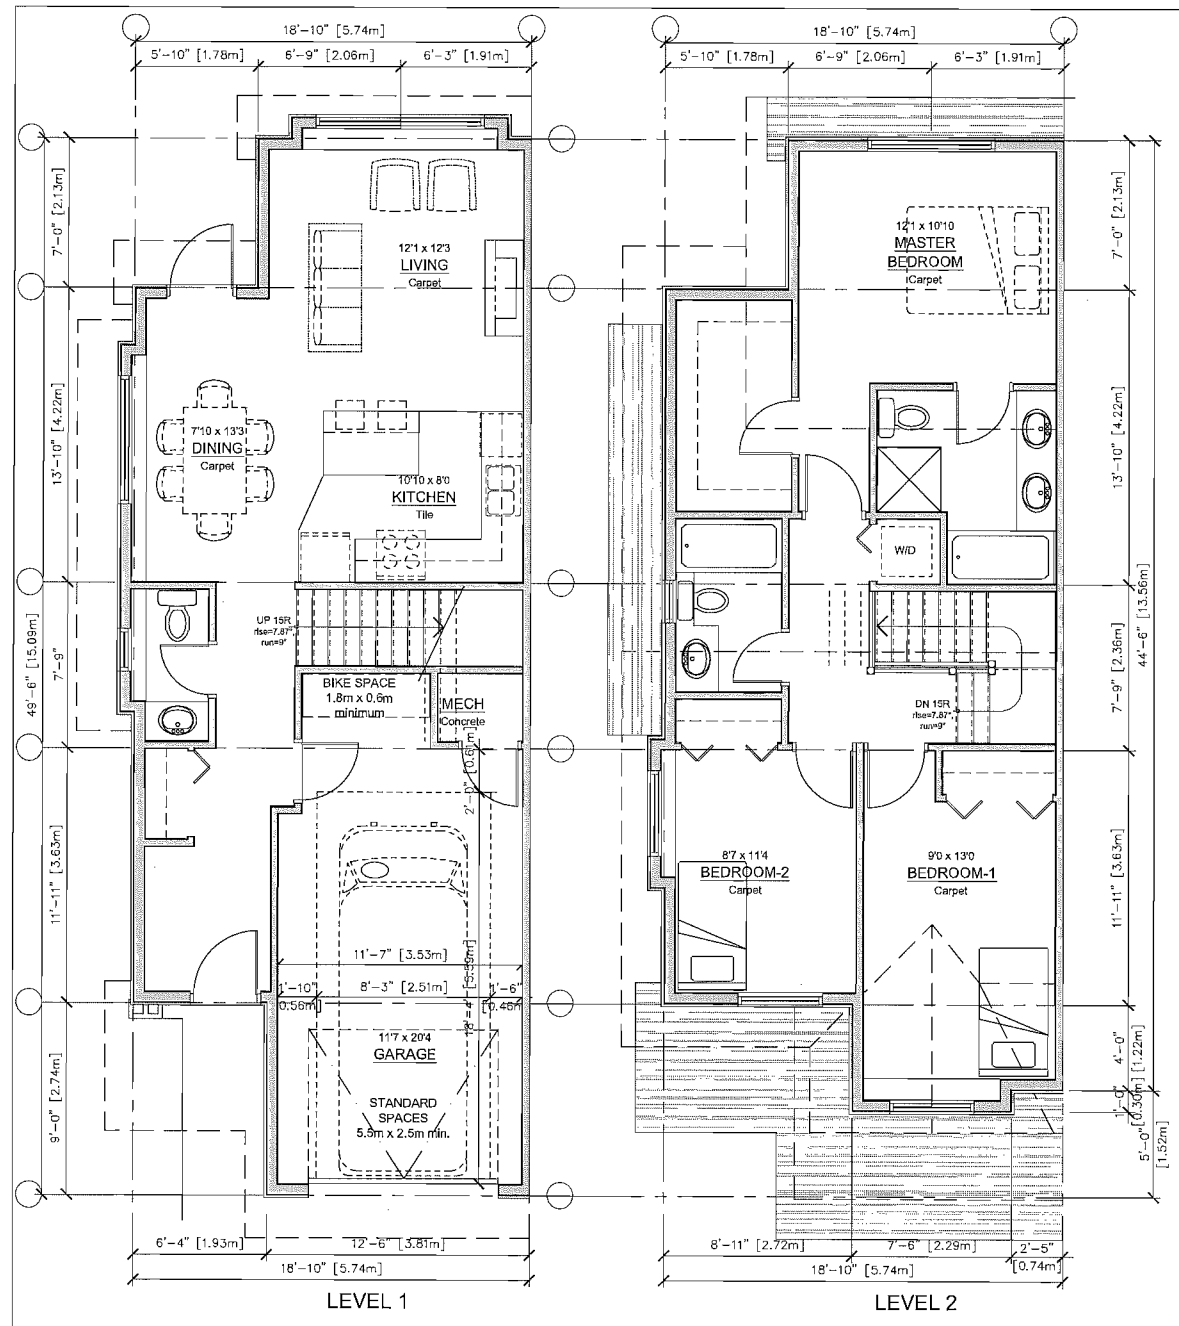 18'-10" [5.74m]
5'-10" [1.78m]
6'-9" [2.06m]
6'-3" [1.91m]
7'-0" [2.13m]
13'-10" [4.22m]
49'-6" [15.09m]
7'-9"
11'-11" [3.63m]
9'-0" [2.74m]
12'1 x 12'3
LIVING
Carpet
7'10 x 13'3
DINING
Carpet
10'10 x 8'0
KITCHEN
Tile
UP 15R
rise=7.87",
run=9"
BIKE SPACE
1.8m x 0.6m
minimum
MECH
Concrete
2'-0" [0.61m]
11'-7" [3.53m]
1'-10"
[0.56m]
8'-3" [2.51m]
1'-6"
[0.46m]
18'-4" [5.59m]
11'7 x 20'4
GARAGE
STANDARD
SPACES
5.5m x 2.5m min.
6'-4" [1.93m]
12'-6" [3.81m]
18'-10" [5.74m]
LEVEL 1
18'-10" [5.74m]
5'-10" [1.78m]
6'-9" [2.06m]
6'-3" [1.91m]
12'1 x 10'10
MASTER
BEDROOM
Carpet
W/D
DN 15R
rise=7.87",
run=9"
8'7 x 11'4
BEDROOM-2
Carpet
9'0 x 13'0
BEDROOM-1
Carpet
7'-0" [2.13m]
13'-10" [4.22m]
44'-6" [13.56m]
7'-9" [2.36m]
11'-11" [3.63m]
4'-0"
[1.22m]
1'-0"
[0.30m]
5'-0"
[1.52m]
8'-11" [2.72m]
7'-6" [2.29m]
2'-5"
[0.74m]
18'-10" [5.74m]
LEVEL 2